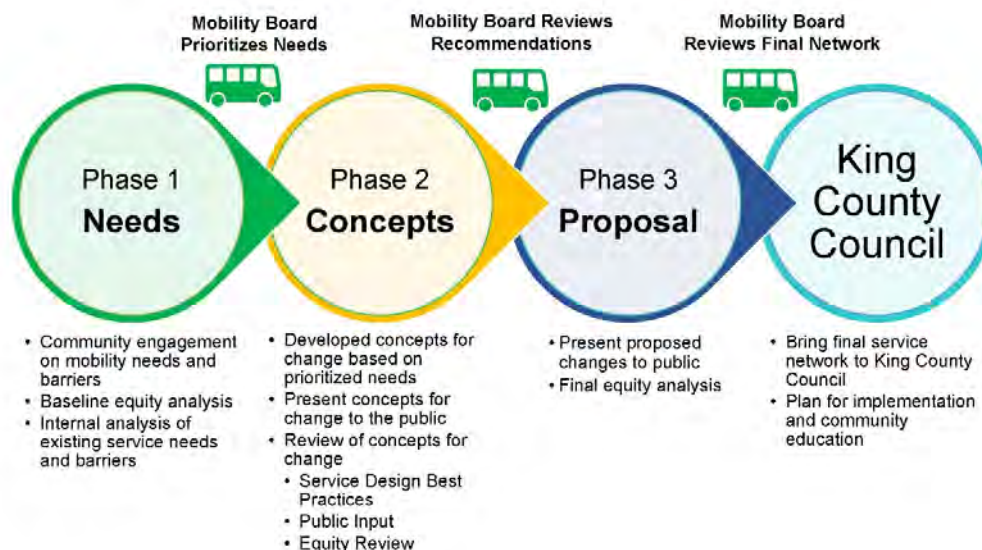 Mobility Board
Prioritizes Needs
Mobility Board Reviews
Recommendations
Mobility Board
Reviews Final Network
Phase 1
Needs
Phase 2
Concepts
Phase 3
Proposal
King
County
Council
• Community engagement
on mobility needs and
barriers
• Baseline equity analysis
• Internal analysis of
existing service needs
and barriers
• Developed concepts for
change based on
prioritized needs
• Present concepts for
change to the public
• Review of concepts for
change
• Service Design Best
Practices
• Public Input
• Equity Review
• Present proposed
changes to public
• Final equity analysis
• Bring final service
network to King County
Council
• Plan for implementation
and community
education